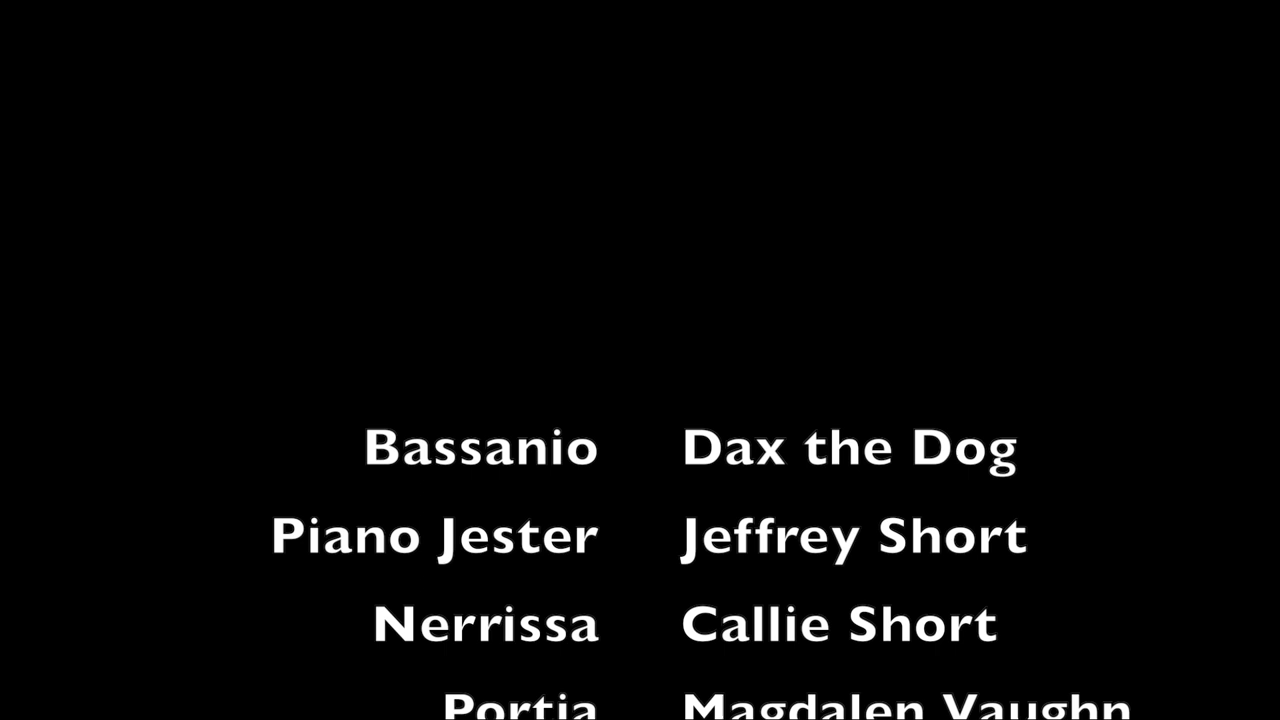 Bassanio Dax the Dog
Piano Jester Jeffrey Short
Nerrissa Callie Short
Portia Magdalen Vaughn